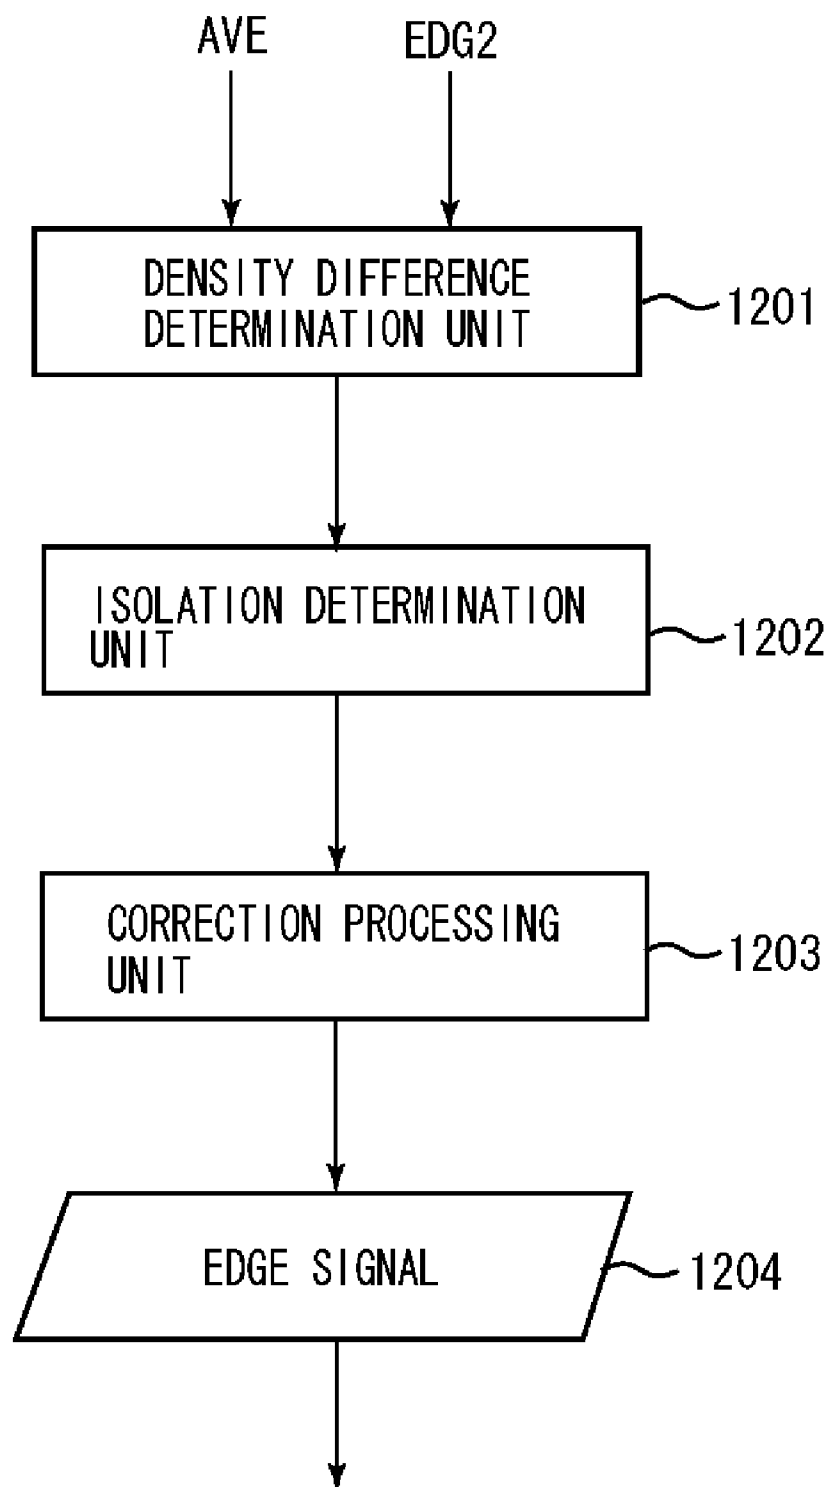 AVE EDG2
DENSITY DIFFERENCE
DETERMINATION UNIT
1201
ISOLATION DETERMINATION
UNIT
1202
CORRECTION PROCESSING
UNIT
1203
EDGE SIGNAL
1204